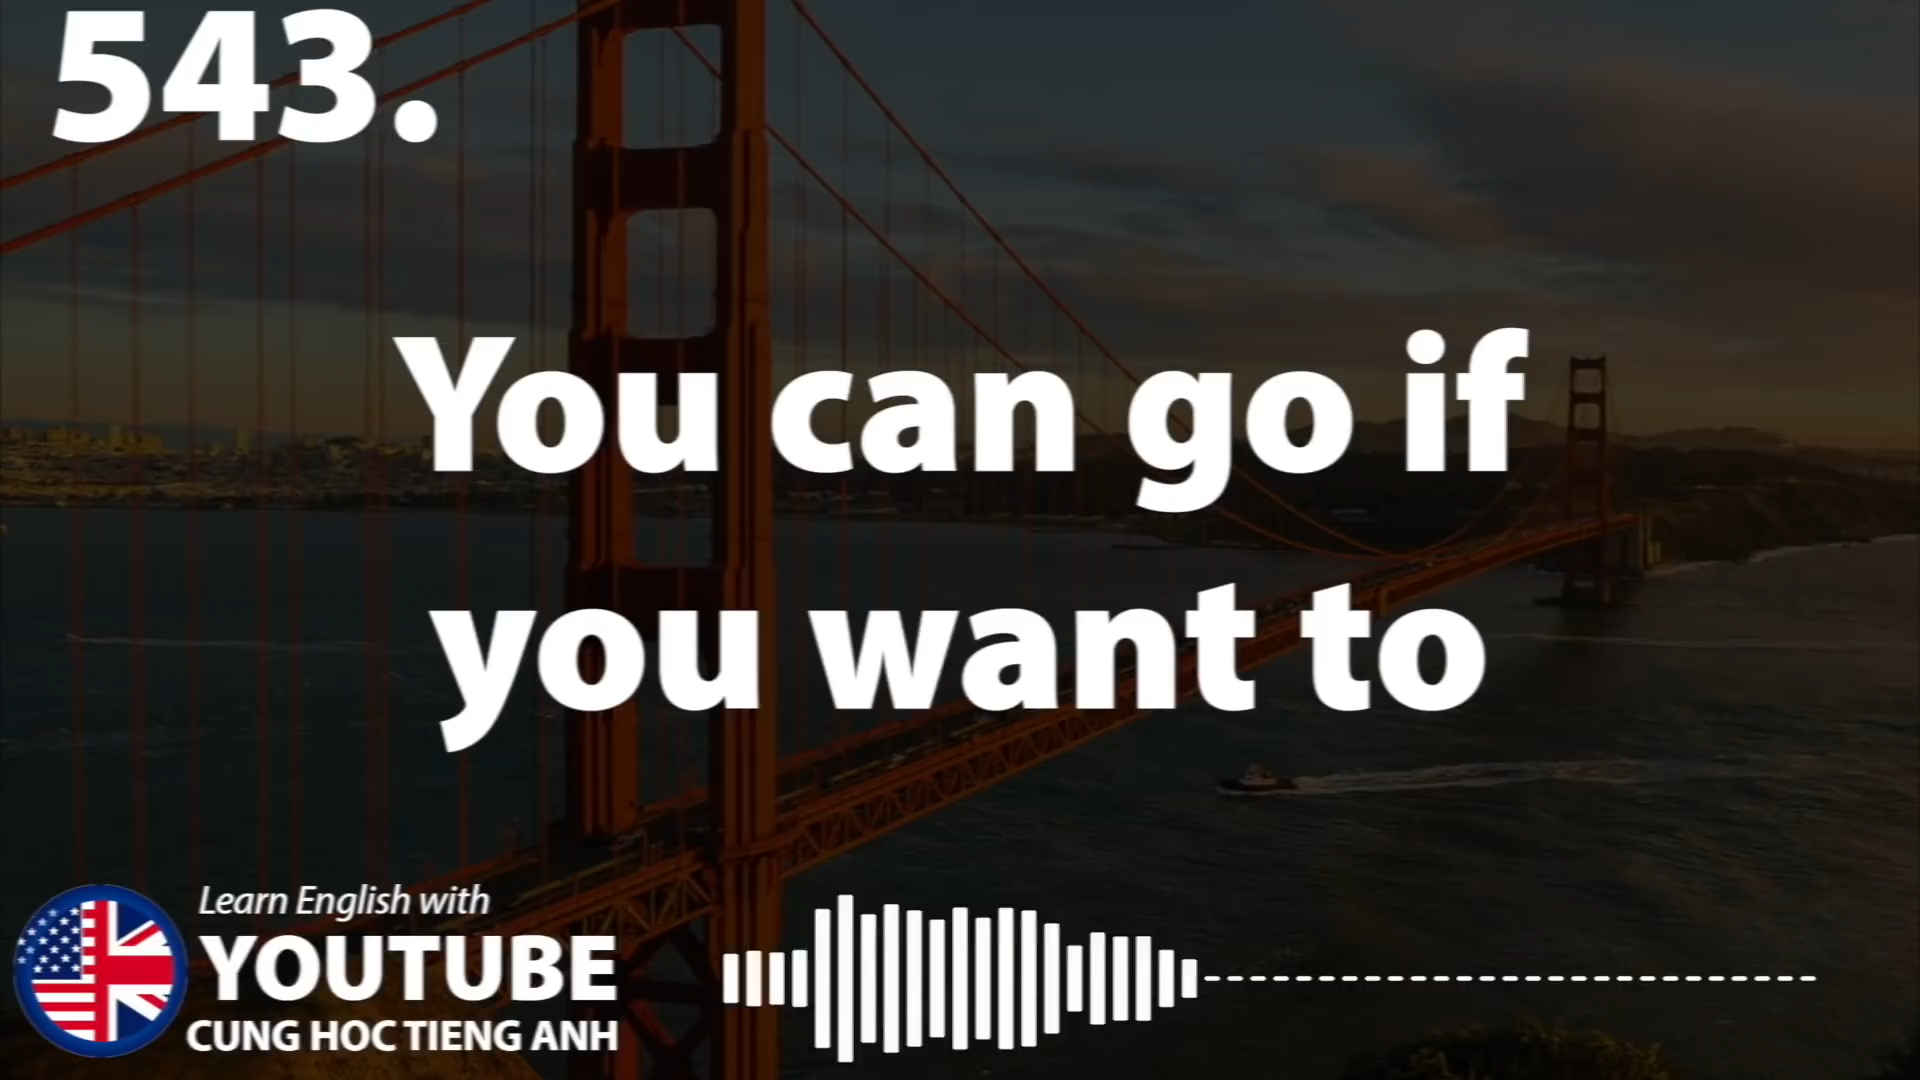 543.
You can go if
you want to
Learn English with
YOUTUBE
CUNG HOC TIENG ANH